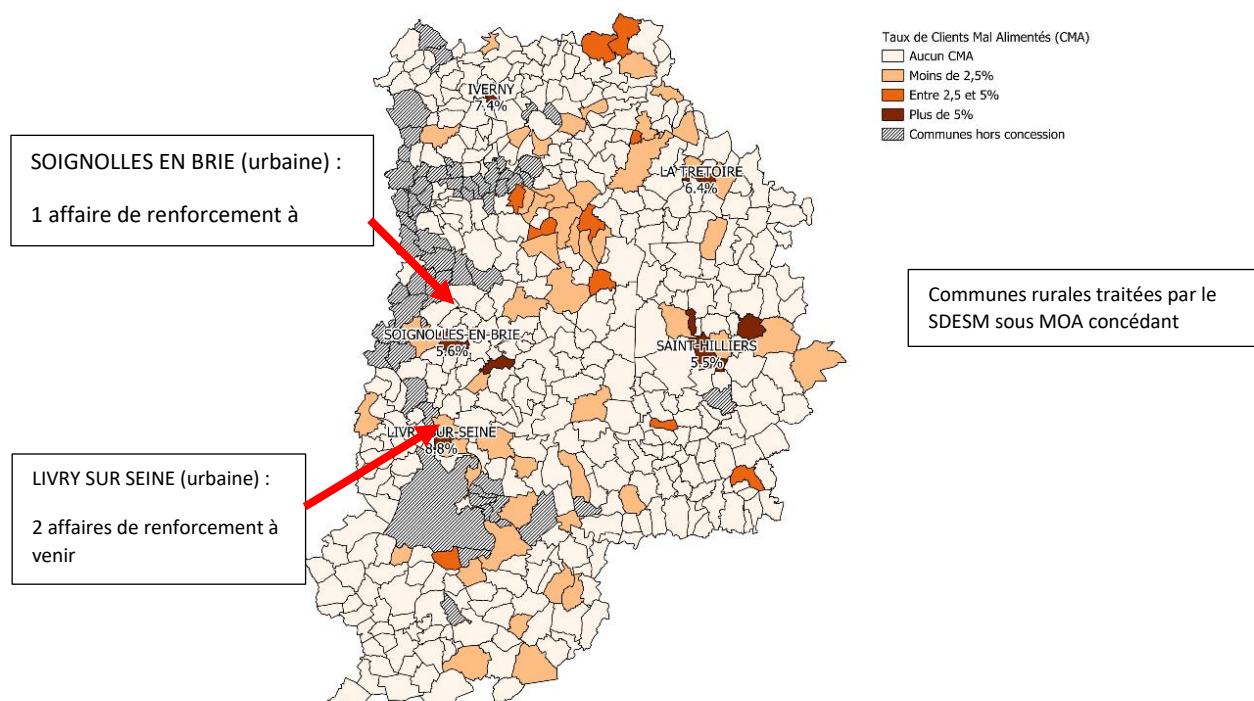 Taux de Clients Mal Alimentés (CMA)
Aucun CMA
Moins de 2,5%
Entre 2,5 et 5%
Plus de 5%
Communes hors concession
IVERNY
7.4%
SOIGNOLLES EN BRIE (urbaine) :
1 affaire de renforcement à
LA TRETOIRE
6.4%
Communes rurales traitées par le
SDESM sous MOA concédant
SOIGNOLLES-EN-BRIE
5.6%
SAINT-HILLIERS
5.5%
LIVRY-SUR-SEINE
8.8%
LIVRY SUR SEINE (urbaine) :
2 affaires de renforcement à
venir